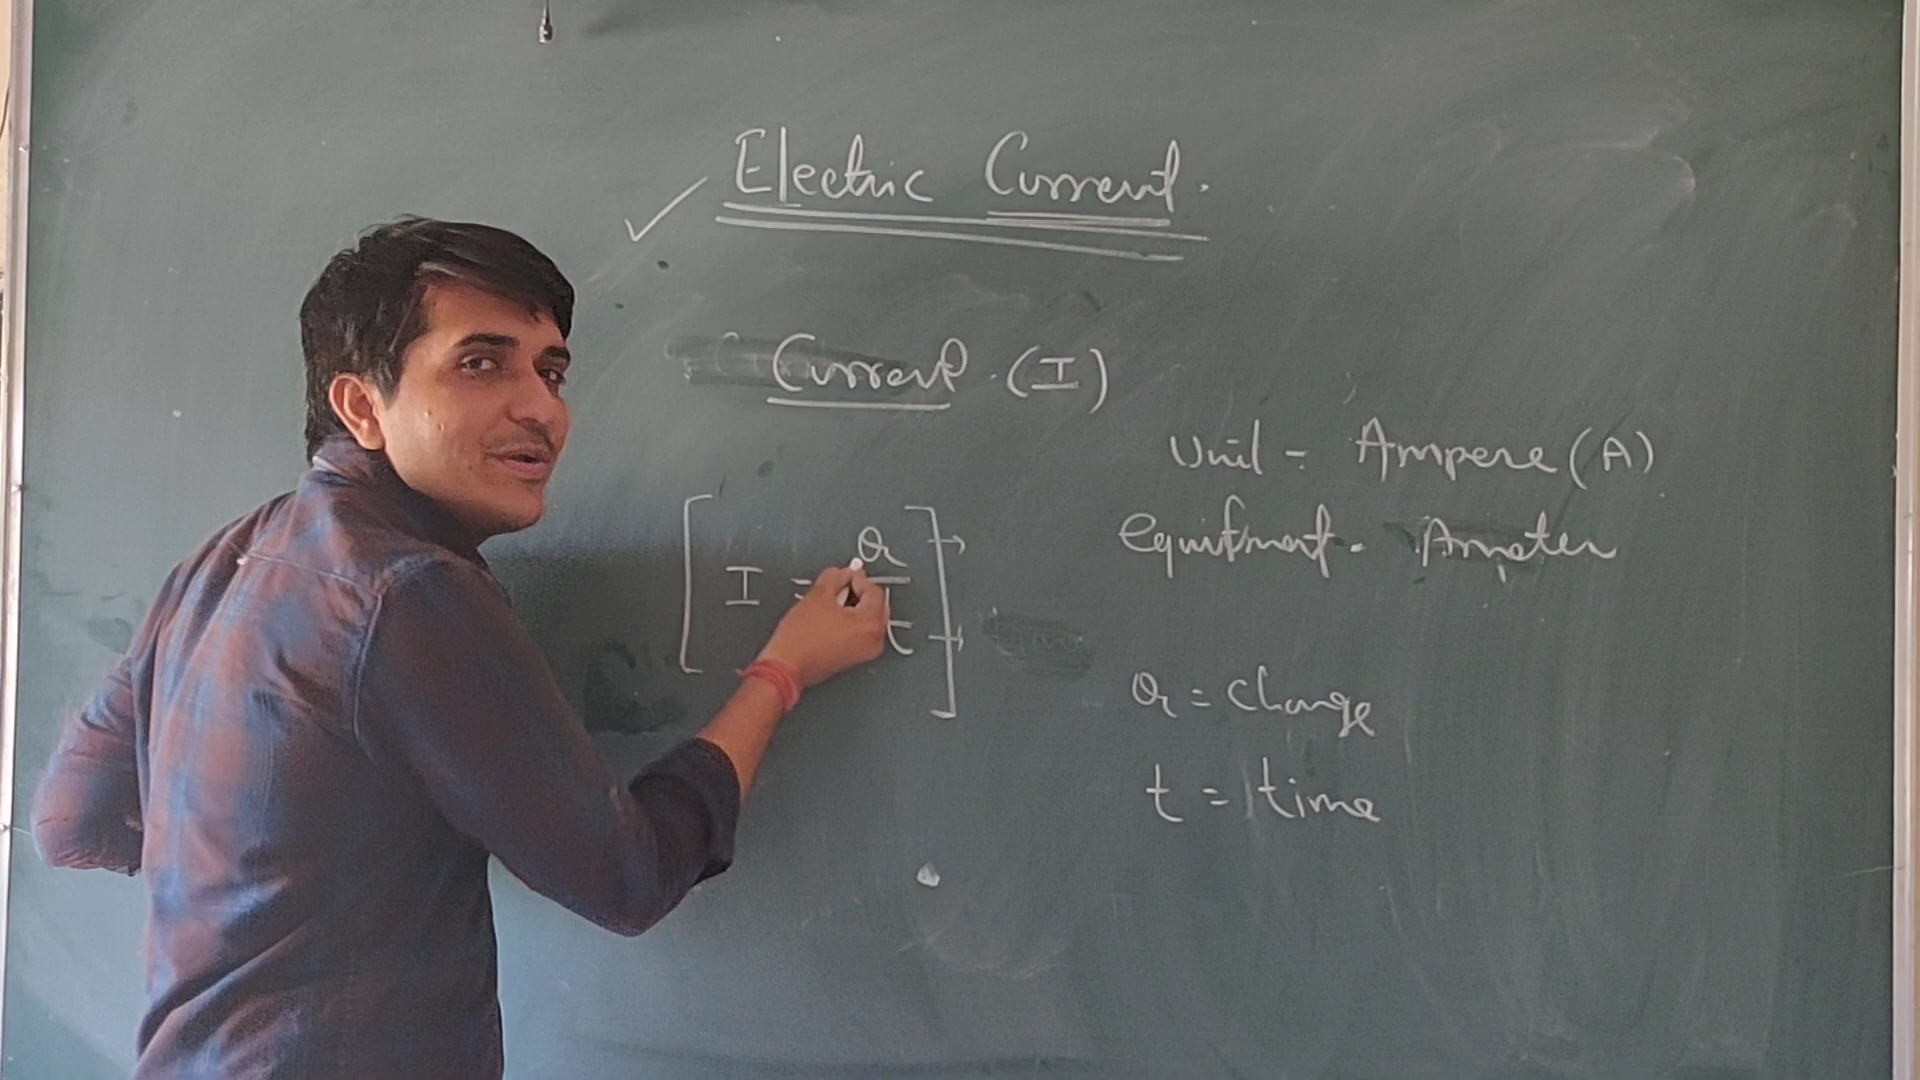 Electric Current.
Current. (I)
Unit - Ampere (A)
equipment. Ameter
I = Q
t
Q = Charge
t = time